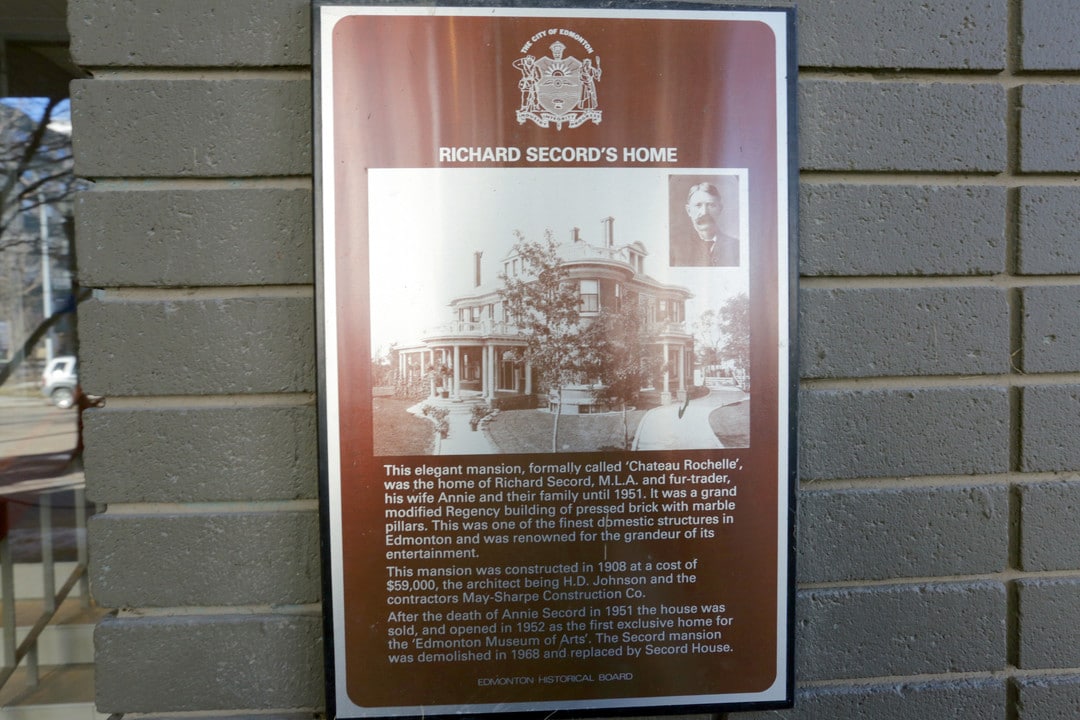 THE CITY OF EDMONTON
RICHARD SECORD'S HOME
This elegant mansion, formally called 'Chateau Rochelle',
was the home of Richard Secord, M.L.A. and fur-trader,
his wife Annie and their family until 1951. It was a grand
modified Regency building of pressed brick with marble
pillars. This was one of the finest domestic structures in
Edmonton and was renowned for the grandeur of its
entertainment.
This mansion was constructed in 1908 at a cost of
$59,000, the architect being H.D. Johnson and the
contractors May-Sharpe Construction Co.
After the death of Annie Secord in 1951 the house was
sold, and opened in 1952 as the first exclusive home for
the 'Edmonton Museum of Arts'. The Secord mansion
was demolished in 1968 and replaced by Secord House.
EDMONTON HISTORICAL BOARD